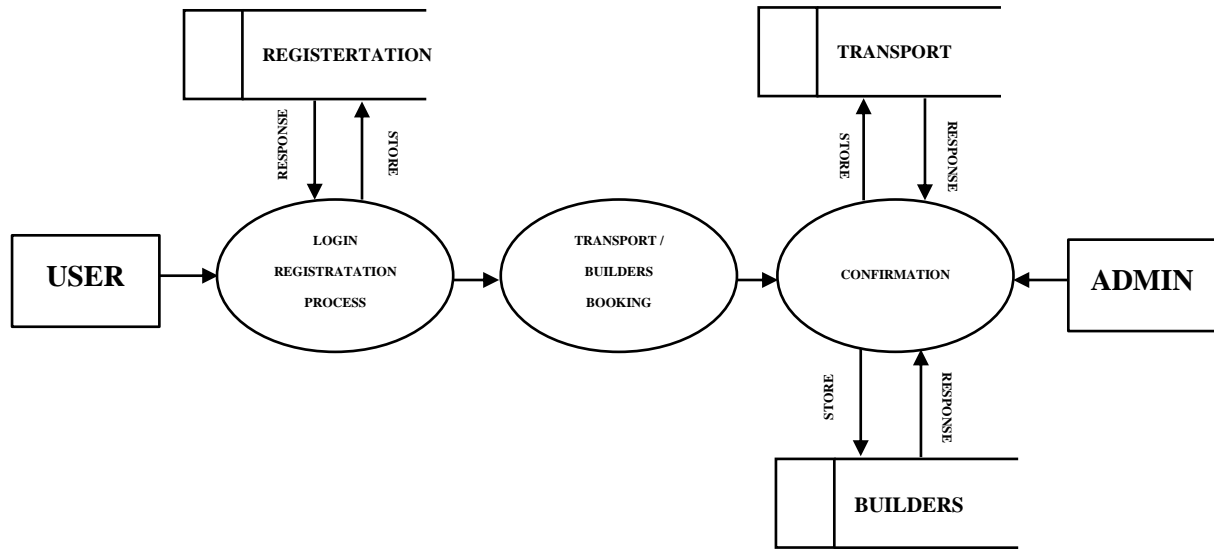 REGISTERTATION
TRANSPORT
RESPONSE
STORE
STORE
RESPONSE
USER
LOGIN
REGISTRATATION
PROCESS
TRANSPORT /
BUILDERS
BOOKING
CONFIRMATION
ADMIN
STORE
RESPONSE
BUILDERS